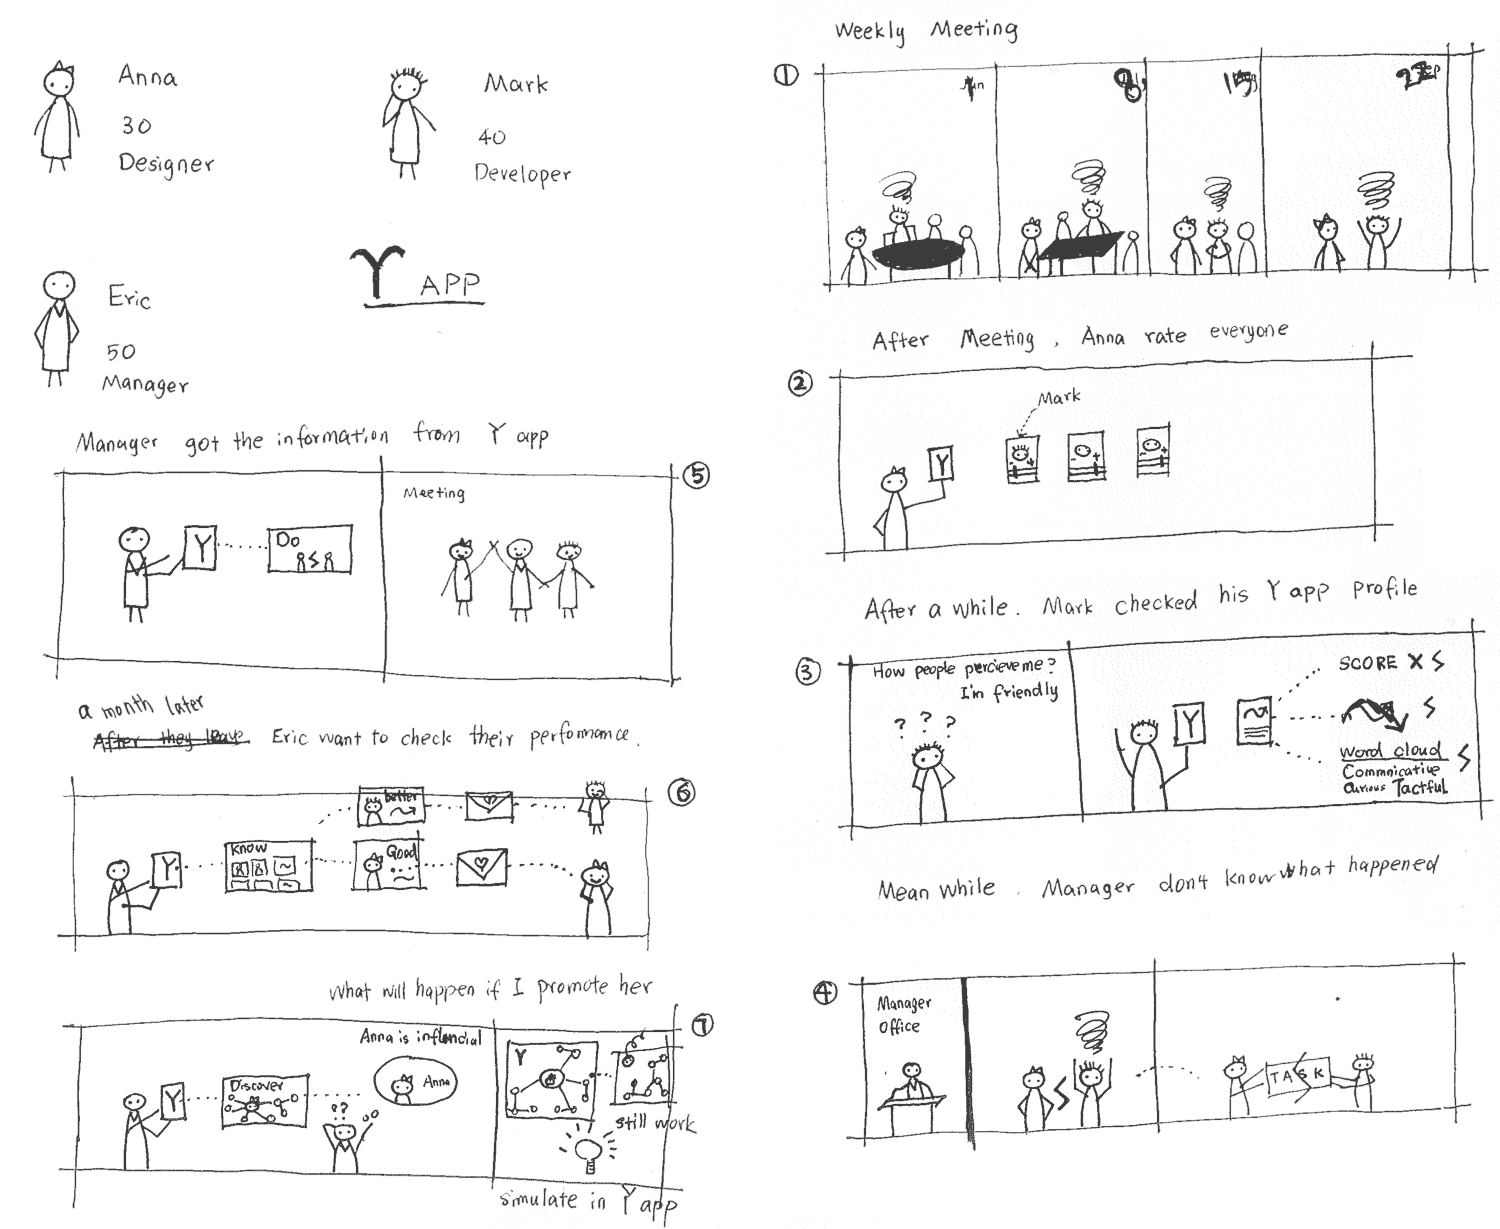 Anna
30
Designer
Mark
40
Developer
Eric
50
Manager
Y APP
Weekly Meeting
①
Jun
8
15
23 Sep
After Meeting, Anna rate everyone
②
Mark
Y
- +
- +
- +
After a while. Mark checked his Y app profile
③
How people percieve me?
I'm friendly
? ? ?
Y
SCORE X
word cloud
Commnicative
curious Tactful
Mean while. Manager don't know what happened
④
Manager
Office
TASK
Manager got the information from Y app
⑤
Y
Do
Meeting
a month later
After they leave Eric want to check their performance.
⑥
Y
Know
better
Good
What will happen if I promote her
⑦
Y
Discover
Anna is influencial
Anna
??
Y
still work
simulate in Y app